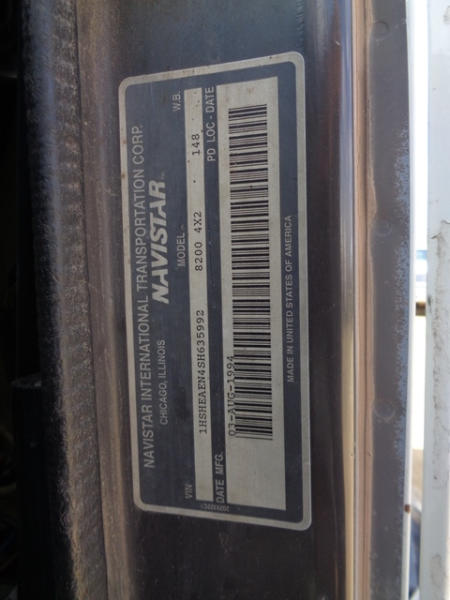 NAVISTAR INTERNATIONAL TRANSPORTATION CORP.
CHICAGO, ILLINOIS
NAVISTAR
MODEL W.B.
8200 4X2 148
VIN
1HSHEAEN4SH635992
PD LOC - DATE
DATE MFG.
03-AUG-1994
MADE IN UNITED STATES OF AMERICA